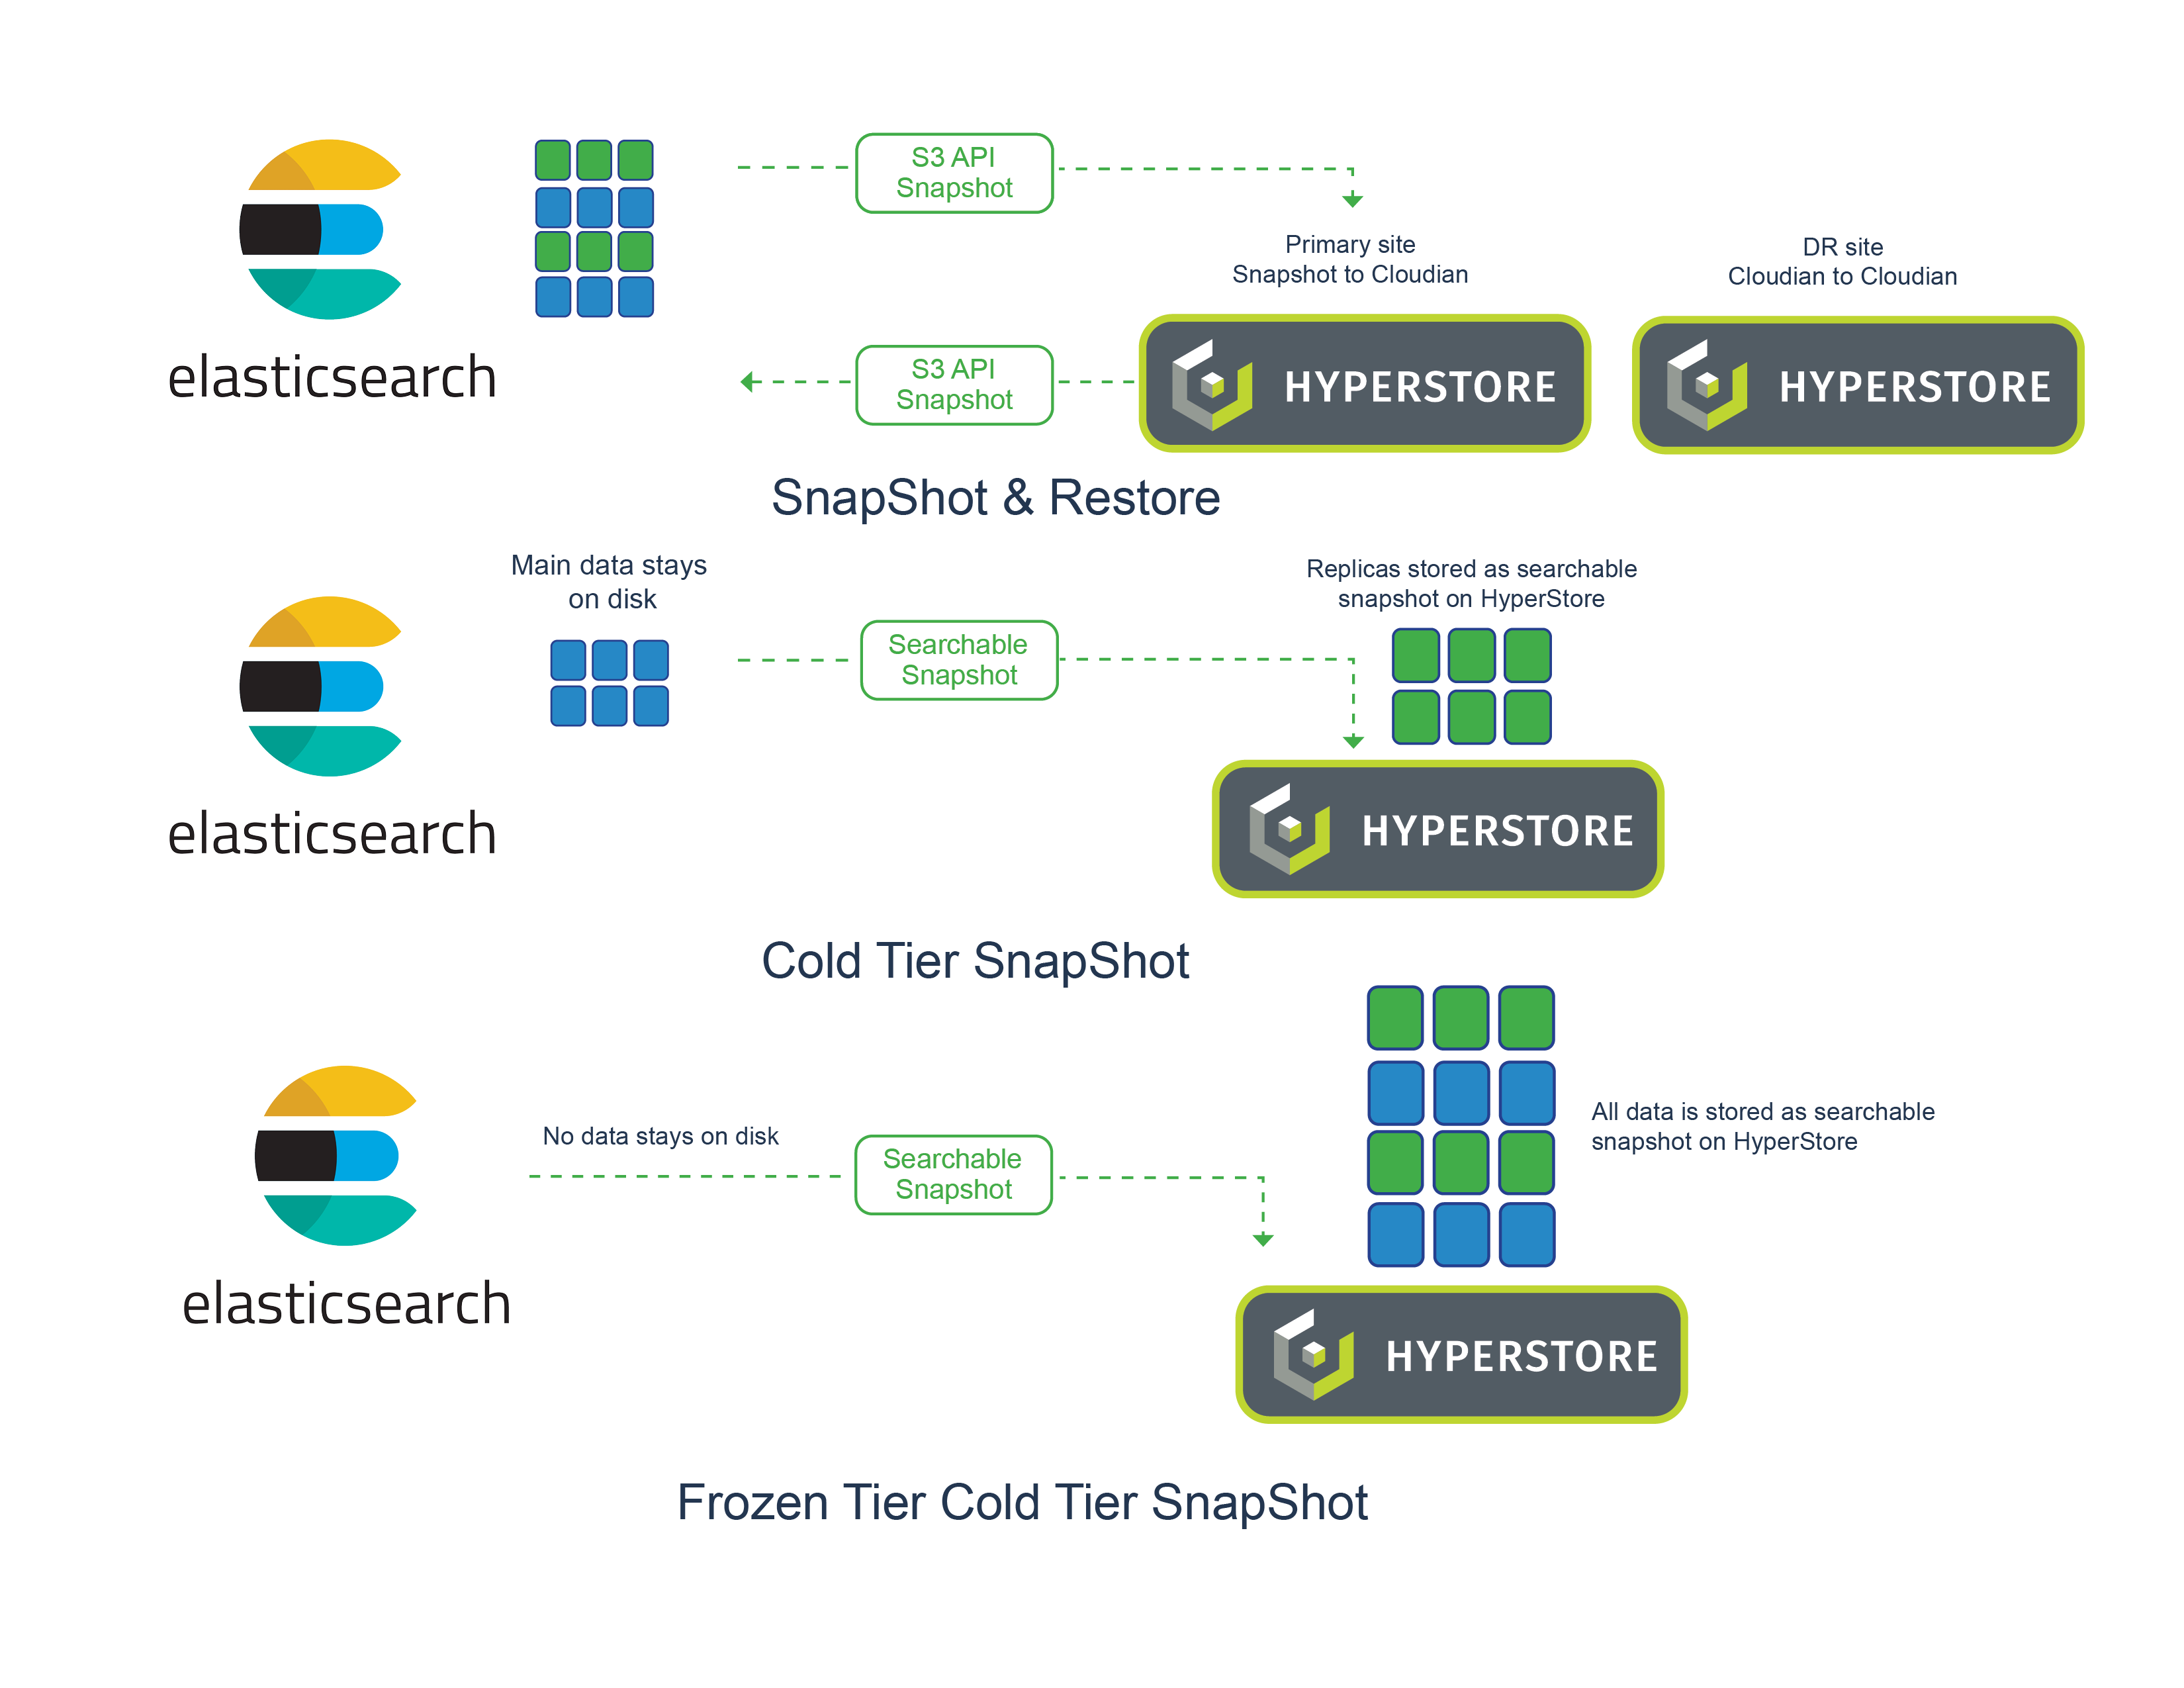 S3 API
Snapshot
Primary site
Snapshot to Cloudian
DR site
Cloudian to Cloudian
elasticsearch
S3 API
Snapshot
HYPERSTORE
HYPERSTORE
SnapShot & Restore
Main data stays
on disk
Replicas stored as searchable
snapshot on HyperStore
Searchable
Snapshot
elasticsearch
HYPERSTORE
Cold Tier SnapShot
No data stays on disk
Searchable
Snapshot
All data is stored as searchable
snapshot on HyperStore
elasticsearch
HYPERSTORE
Frozen Tier Cold Tier SnapShot